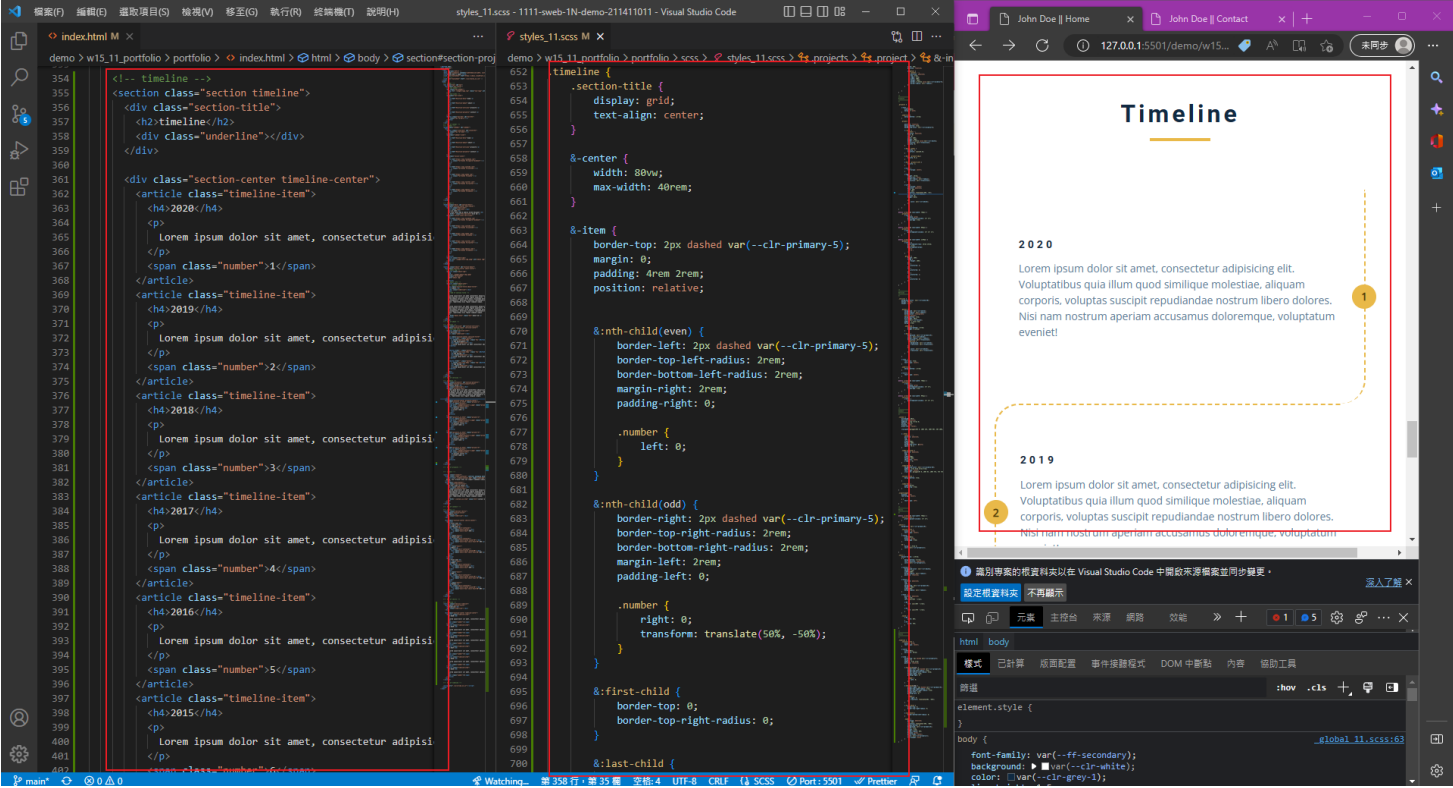 檔案(F) 編輯(E) 選取項目(S) 檢視(V) 移至(G) 執行(R) 終端機(T) 說明(H)
styles_11.scss - 1111-sweb-1N-demo-211411011 - Visual Studio Code
index.html M
demo > w15_11_portfolio > portfolio > index.html > html > body > section#section-proj
354 <!-- timeline -->
355 <section class="section timeline">
356 <div class="section-title">
357 <h2>timeline</h2>
358 <div class="underline"></div>
359 </div>
360
361 <div class="section-center timeline-center">
362 <article class="timeline-item">
363 <h4>2020</h4>
364 <p>
365 Lorem ipsum dolor sit amet, consectetur adipisi
366 </p>
367 <span class="number">1</span>
368 </article>
369 <article class="timeline-item">
370 <h4>2019</h4>
371 <p>
372 Lorem ipsum dolor sit amet, consectetur adipisi
373 </p>
374 <span class="number">2</span>
375 </article>
376 <article class="timeline-item">
377 <h4>2018</h4>
378 <p>
379 Lorem ipsum dolor sit amet, consectetur adipisi
380 </p>
381 <span class="number">3</span>
382 </article>
383 <article class="timeline-item">
384 <h4>2017</h4>
385 <p>
386 Lorem ipsum dolor sit amet, consectetur adipisi
387 </p>
388 <span class="number">4</span>
389 </article>
390 <article class="timeline-item">
391 <h4>2016</h4>
392 <p>
393 Lorem ipsum dolor sit amet, consectetur adipisi
394 </p>
395 <span class="number">5</span>
396 </article>
397 <article class="timeline-item">
398 <h4>2015</h4>
399 <p>
400 Lorem ipsum dolor sit amet, consectetur adipisi
401 </p>
402 <span class="number">6</span>
styles_11.scss M
demo > w15_11_portfolio > portfolio > scss > styles_11.scss > .projects > .project > &-in
652 .timeline {
653 .section-title {
654 display: grid;
655 text-align: center;
656 }
657
658 &-center {
659 width: 80vw;
660 max-width: 40rem;
661 }
662
663 &-item {
664 border-top: 2px dashed var(--clr-primary-5);
665 margin: 0;
666 padding: 4rem 2rem;
667 position: relative;
668
669
670 &:nth-child(even) {
671 border-left: 2px dashed var(--clr-primary-5);
672 border-top-left-radius: 2rem;
673 border-bottom-left-radius: 2rem;
674 margin-right: 2rem;
675 padding-right: 0;
676
677 .number {
678 left: 0;
679 }
680 }
681
682 &:nth-child(odd) {
683 border-right: 2px dashed var(--clr-primary-5);
684 border-top-right-radius: 2rem;
685 border-bottom-right-radius: 2rem;
686 margin-left: 2rem;
687 padding-left: 0;
688
689 .number {
690 right: 0;
691 transform: translate(50%, -50%);
692 }
693 }
694
695 &:first-child {
696 border-top: 0;
697 border-top-right-radius: 0;
698 }
699
700 &:last-child {
main* 0 0 Watching... 第 358 行，第 35 欄 空格: 4 UTF-8 CRLF SCSS Port : 5501 Prettier
John Doe || Home
John Doe || Contact
127.0.0.1:5501/demo/w15... 未同步
Timeline
2020
Lorem ipsum dolor sit amet, consectetur adipisicing elit.
Voluptatibus quia illum quod similique molestiae, aliquam
corporis, voluptas suscipit repudiandae nostrum libero dolores.
Nisi nam nostrum aperiam accusamus doloremque, voluptatum
eveniet!
1
2019
Lorem ipsum dolor sit amet, consectetur adipisicing elit.
Voluptatibus quia illum quod similique molestiae, aliquam
corporis, voluptas suscipit repudiandae nostrum libero dolores.
Nisi nam nostrum aperiam accusamus doloremque, voluptatum
2
識別專案的根資料夾以在 Visual Studio Code 中開啟來源檔案並同步變更。
深入了解
設定根資料夾 不再顯示
元素 主控台 來源 網路 效能 1 5
html body
樣式 已計算 版面配置 事件接聽程式 DOM 中斷點 內容 協助工具
篩選 :hov .cls
element.style {
}
body { _global_11.scss:63
font-family: var(--ff-secondary);
background: var(--clr-white);
color: var(--clr-grey-1);